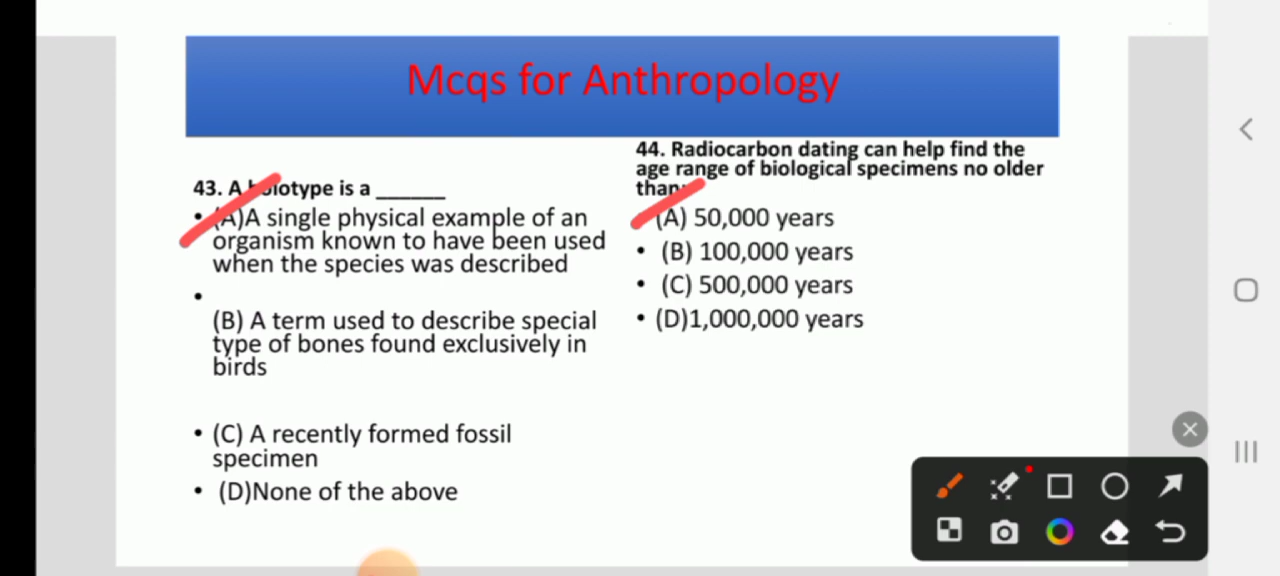 Mcqs for Anthropology
43. A holotype is a ______
• (A)A single physical example of an
organism known to have been used
when the species was described
•
(B) A term used to describe special
type of bones found exclusively in
birds
• (C) A recently formed fossil
specimen
• (D)None of the above
44. Radiocarbon dating can help find the
age range of biological specimens no older
than
• (A) 50,000 years
• (B) 100,000 years
• (C) 500,000 years
• (D)1,000,000 years